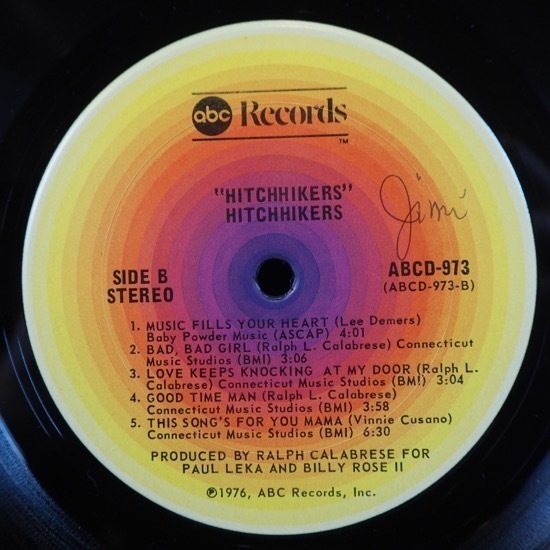 abc Records
TM
"HITCHHIKERS"
HITCHHIKERS
Jimi
SIDE B
STEREO
ABCD-973
(ABCD-973-B)
1. MUSIC FILLS YOUR HEART (Lee Demers)
Baby Powder Music (ASCAP) 4:01
2. BAD, BAD GIRL (Ralph L. Calabrese) Connecticut
Music Studios (BMI) 3:06
3. LOVE KEEPS KNOCKING AT MY DOOR (Ralph L.
Calabrese) Connecticut Music Studios (BMI) 3:04
4. GOOD TIME MAN (Ralph L. Calabrese)
Connecticut Music Studios (BMI) 3:58
5. THIS SONG'S FOR YOU MAMA (Vinnie Cusano)
Connecticut Music Studios (BMI) 6:30
PRODUCED BY RALPH CALABRESE FOR
PAUL LEKA AND BILLY ROSE II
℗1976, ABC Records, Inc.